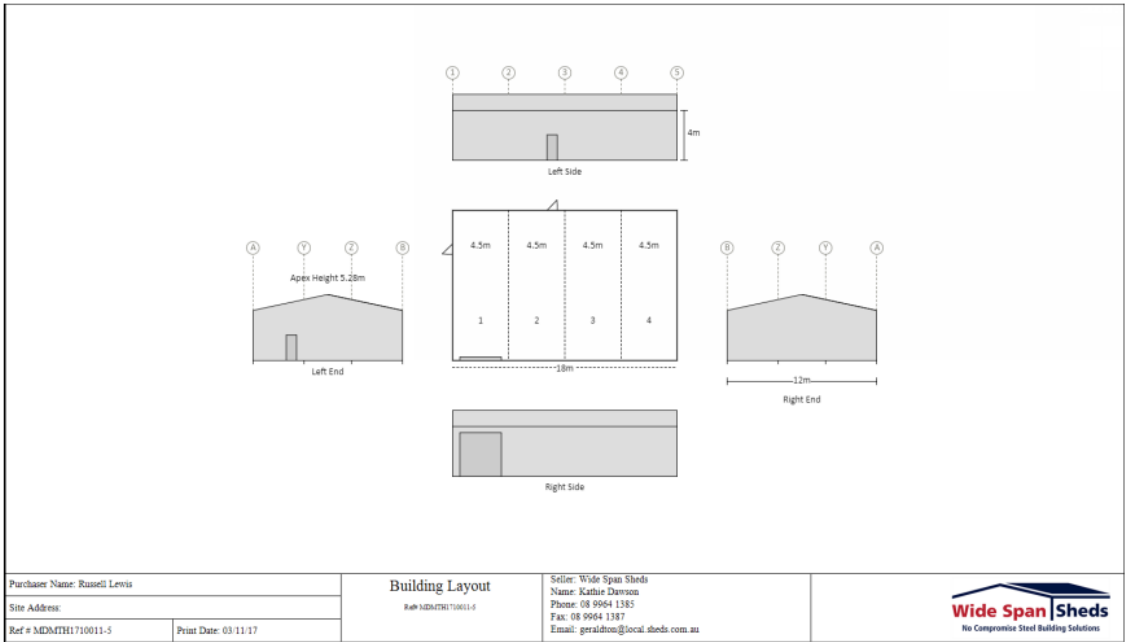 1 2 3 4 5
4m
Left Side
A Y Z B
Apex Height 5.28m
Left End
4.5m 4.5m 4.5m 4.5m
1 2 3 4
18m
B Z Y A
12m
Right End
Right Side
Purchaser Name: Russell Lewis
Site Address:
Ref # MDMTH1710011-5 Print Date: 03/11/17
Building Layout
Ref# MDMTH1710011-5
Seller: Wide Span Sheds
Name: Kathie Dawson
Phone: 08 9964 1385
Fax: 08 9964 1387
Email: geraldton@local.sheds.com.au
Wide Span Sheds
No Compromise Steel Building Solutions